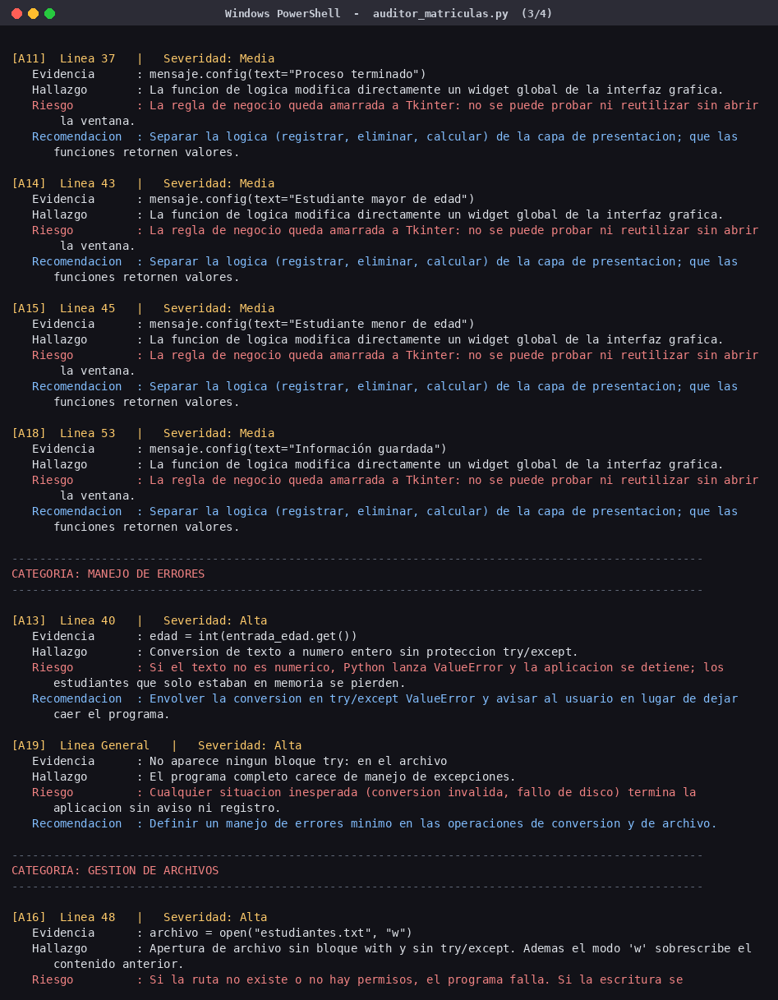 Windows PowerShell  -  auditor_matriculas.py  (3/4)
[A11]  Linea 37   |   Severidad: Media
Evidencia      : mensaje.config(text="Proceso terminado")
Hallazgo       : La funcion de logica modifica directamente un widget global de la interfaz grafica.
Riesgo         : La regla de negocio queda amarrada a Tkinter: no se puede probar ni reutilizar sin abrir
la ventana.
Recomendacion  : Separar la logica (registrar, eliminar, calcular) de la capa de presentacion; que las
funciones retornen valores.
[A14]  Linea 43   |   Severidad: Media
Evidencia      : mensaje.config(text="Estudiante mayor de edad")
Hallazgo       : La funcion de logica modifica directamente un widget global de la interfaz grafica.
Riesgo         : La regla de negocio queda amarrada a Tkinter: no se puede probar ni reutilizar sin abrir
la ventana.
Recomendacion  : Separar la logica (registrar, eliminar, calcular) de la capa de presentacion; que las
funciones retornen valores.
[A15]  Linea 45   |   Severidad: Media
Evidencia      : mensaje.config(text="Estudiante menor de edad")
Hallazgo       : La funcion de logica modifica directamente un widget global de la interfaz grafica.
Riesgo         : La regla de negocio queda amarrada a Tkinter: no se puede probar ni reutilizar sin abrir
la ventana.
Recomendacion  : Separar la logica (registrar, eliminar, calcular) de la capa de presentacion; que las
funciones retornen valores.
[A18]  Linea 53   |   Severidad: Media
Evidencia      : mensaje.config(text="Información guardada")
Hallazgo       : La funcion de logica modifica directamente un widget global de la interfaz grafica.
Riesgo         : La regla de negocio queda amarrada a Tkinter: no se puede probar ni reutilizar sin abrir
la ventana.
Recomendacion  : Separar la logica (registrar, eliminar, calcular) de la capa de presentacion; que las
funciones retornen valores.
----------------------------------------------------------------------------------------------------
CATEGORIA: MANEJO DE ERRORES
----------------------------------------------------------------------------------------------------
[A13]  Linea 40   |   Severidad: Alta
Evidencia      : edad = int(entrada_edad.get())
Hallazgo       : Conversion de texto a numero entero sin proteccion try/except.
Riesgo         : Si el texto no es numerico, Python lanza ValueError y la aplicacion se detiene; los
estudiantes que solo estaban en memoria se pierden.
Recomendacion  : Envolver la conversion en try/except ValueError y avisar al usuario en lugar de dejar
caer el programa.
[A19]  Linea General   |   Severidad: Alta
Evidencia      : No aparece ningun bloque try: en el archivo
Hallazgo       : El programa completo carece de manejo de excepciones.
Riesgo         : Cualquier situacion inesperada (conversion invalida, fallo de disco) termina la
aplicacion sin aviso ni registro.
Recomendacion  : Definir un manejo de errores minimo en las operaciones de conversion y de archivo.
----------------------------------------------------------------------------------------------------
CATEGORIA: GESTION DE ARCHIVOS
----------------------------------------------------------------------------------------------------
[A16]  Linea 48   |   Severidad: Alta
Evidencia      : archivo = open("estudiantes.txt", "w")
Hallazgo       : Apertura de archivo sin bloque with y sin try/except. Ademas el modo 'w' sobrescribe el
contenido anterior.
Riesgo         : Si la ruta no existe o no hay permisos, el programa falla. Si la escritura se